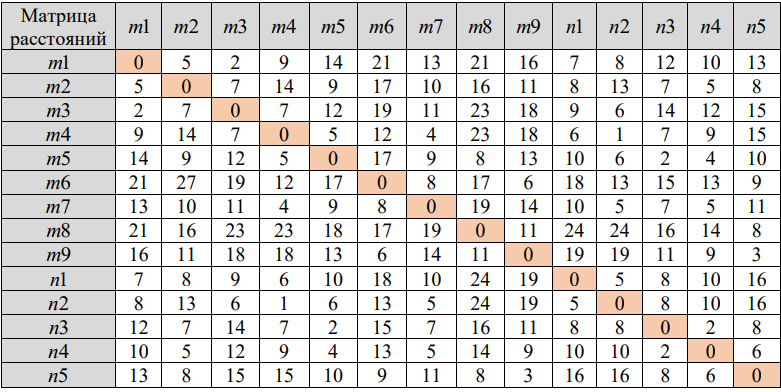 Матрица расстояний m1 m2 m3 m4 m5 m6 m7 m8 m9 n1 n2 n3 n4 n5
m1 0 5 2 9 14 21 13 21 16 7 8 12 10 13
m2 5 0 7 14 9 17 10 16 11 8 13 7 5 8
m3 2 7 0 7 12 19 11 23 18 9 6 14 12 15
m4 9 14 7 0 5 12 4 23 18 6 1 7 9 15
m5 14 9 12 5 0 17 9 8 13 10 6 2 4 10
m6 21 27 19 12 17 0 8 17 6 18 13 15 13 9
m7 13 10 11 4 9 8 0 19 14 10 5 7 5 11
m8 21 16 23 23 18 17 19 0 11 24 24 16 14 8
m9 16 11 18 18 13 6 14 11 0 19 19 11 9 3
n1 7 8 9 6 10 18 10 24 19 0 5 8 10 16
n2 8 13 6 1 6 13 5 24 19 5 0 8 10 16
n3 12 7 14 7 2 15 7 16 11 8 8 0 2 8
n4 10 5 12 9 4 13 5 14 9 10 10 2 0 6
n5 13 8 15 15 10 9 11 8 3 16 16 8 6 0